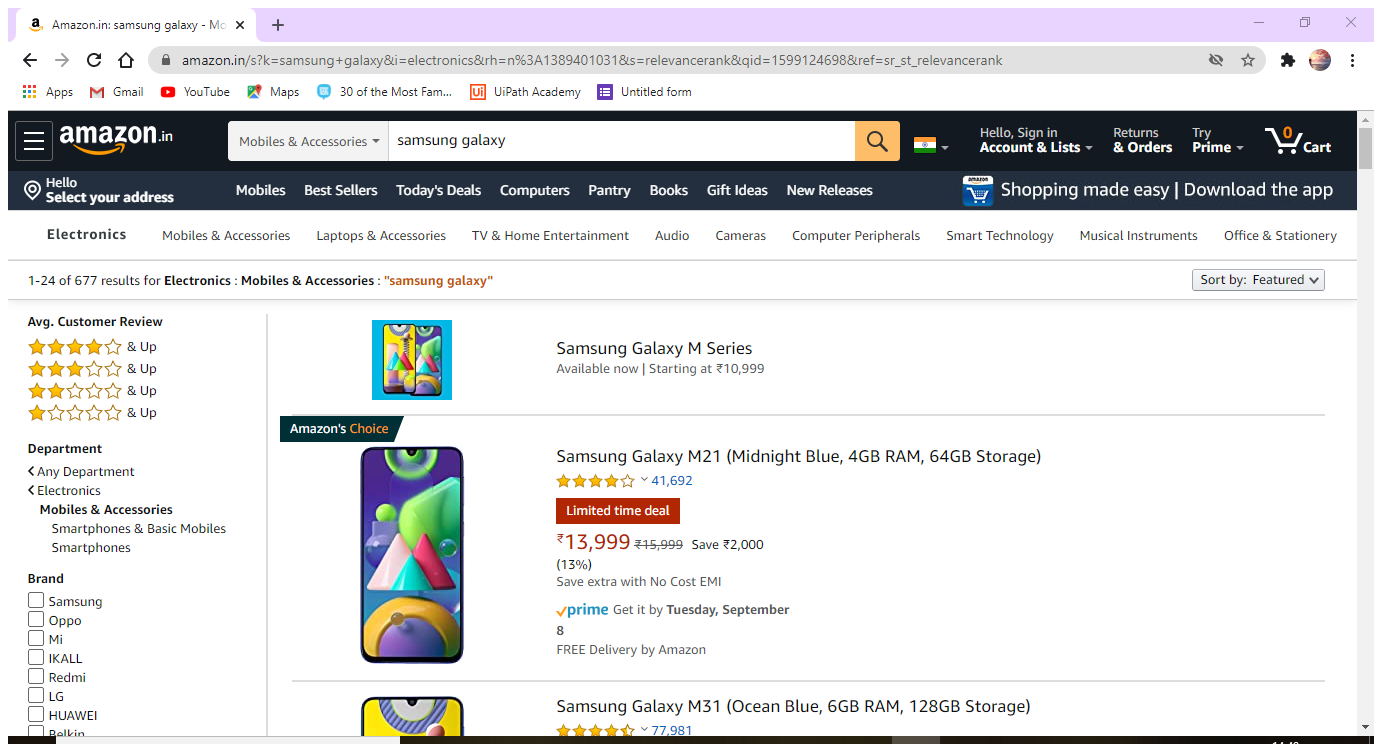 Amazon.in: samsung galaxy - Mo
amazon.in/s?k=samsung+galaxy&i=electronics&rh=n%3A1389401031&s=relevancerank&qid=1599124698&ref=sr_st_relevancerank
Apps Gmail YouTube Maps 30 of the Most Fam... UiPath Academy Untitled form
amazon.in Mobiles & Accessories samsung galaxy Hello, Sign in Returns Try 0
Account & Lists & Orders Prime Cart
Hello
Select your address Mobiles Best Sellers Today's Deals Computers Pantry Books Gift Ideas New Releases amazon Shopping made easy | Download the app
Electronics Mobiles & Accessories Laptops & Accessories TV & Home Entertainment Audio Cameras Computer Peripherals Smart Technology Musical Instruments Office & Stationery
1-24 of 677 results for Electronics : Mobiles & Accessories : "samsung galaxy" Sort by: Featured
Avg. Customer Review
& Up
& Up
& Up
& Up
Department
Any Department
Electronics
Mobiles & Accessories
Smartphones & Basic Mobiles
Smartphones
Brand
Samsung
Oppo
Mi
IKALL
Redmi
LG
HUAWEI
Belkin
Samsung Galaxy M Series
Available now | Starting at ₹10,999
Amazon's Choice
Samsung Galaxy M21 (Midnight Blue, 4GB RAM, 64GB Storage)
41,692
Limited time deal
₹13,999 ₹15,999 Save ₹2,000
(13%)
Save extra with No Cost EMI
prime Get it by Tuesday, September
8
FREE Delivery by Amazon
Samsung Galaxy M31 (Ocean Blue, 6GB RAM, 128GB Storage)
77,981